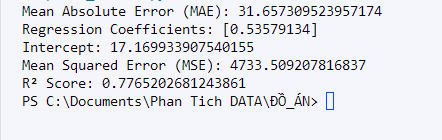 Mean Absolute Error (MAE): 31.657309523957174
Regression Coefficients: [0.53579134]
Intercept: 17.169933907540155
Mean Squared Error (MSE): 4733.509207816837
R² Score: 0.7765202681243861
PS C:\Documents\Phan Tich DATA\ĐỒ_ÁN>